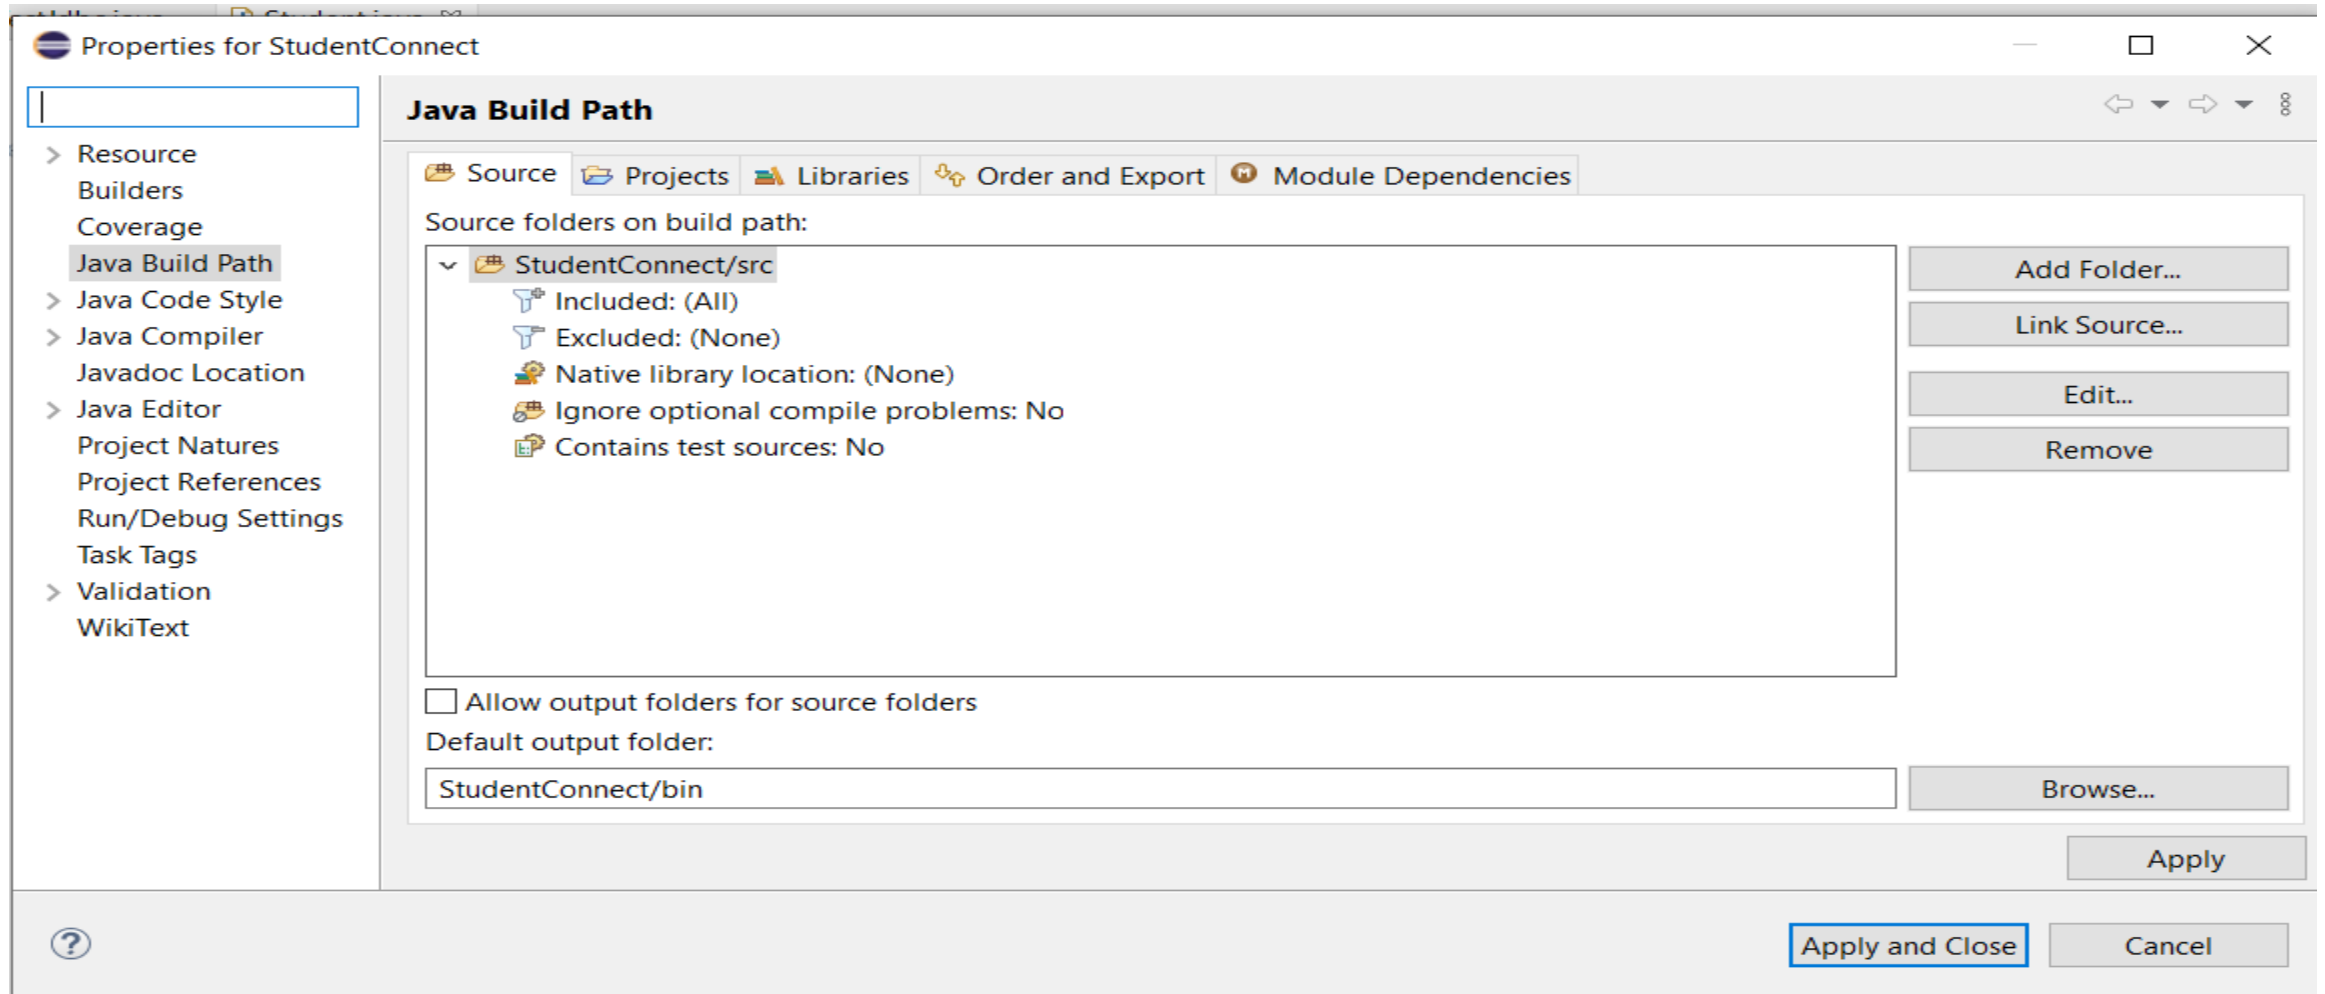 Student.java
Properties for StudentConnect
Java Build Path
Resource
Builders
Coverage
Java Build Path
Java Code Style
Java Compiler
Javadoc Location
Java Editor
Project Natures
Project References
Run/Debug Settings
Task Tags
Validation
WikiText
Source
Projects
Libraries
Order and Export
Module Dependencies
Source folders on build path:
StudentConnect/src
Included: (All)
Excluded: (None)
Native library location: (None)
Ignore optional compile problems: No
Contains test sources: No
Add Folder...
Link Source...
Edit...
Remove
Allow output folders for source folders
Default output folder:
StudentConnect/bin
Browse...
Apply
Apply and Close
Cancel